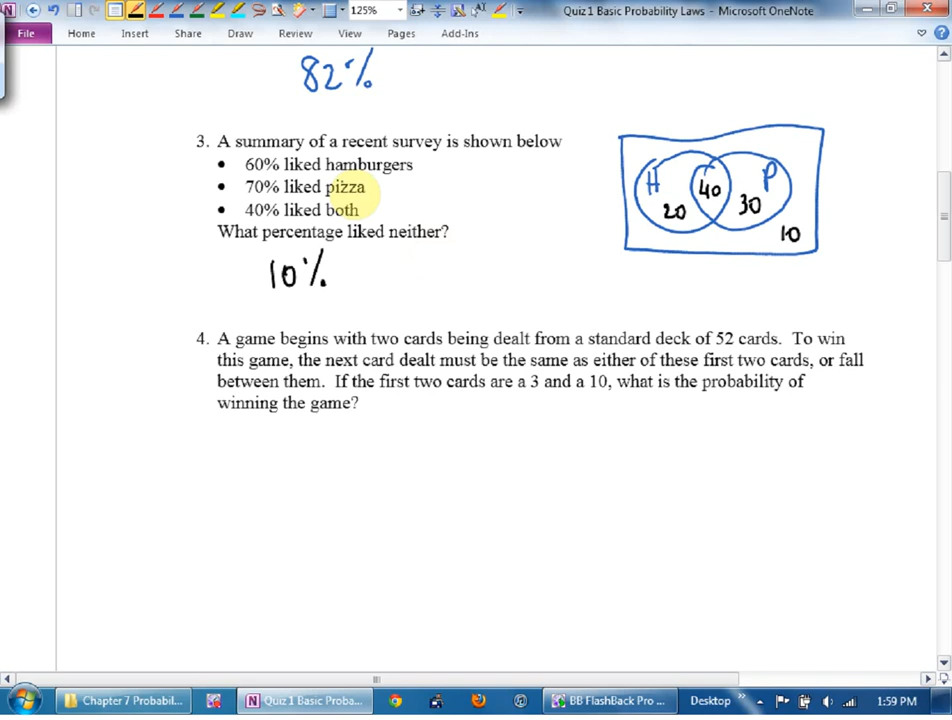 125%
Quiz 1 Basic Probability Laws - Microsoft OneNote
File Home Insert Share Draw Review View Pages Add-Ins
82%
3. A summary of a recent survey is shown below
• 60% liked hamburgers
• 70% liked pizza
• 40% liked both
What percentage liked neither?
10%
H 40 P
20 30
10
4. A game begins with two cards being dealt from a standard deck of 52 cards. To win
this game, the next card dealt must be the same as either of these first two cards, or fall
between them. If the first two cards are a 3 and a 10, what is the probability of
winning the game?
Chapter 7 Probabil... Quiz 1 Basic Proba... BB FlashBack Pro ... Desktop 1:59 PM